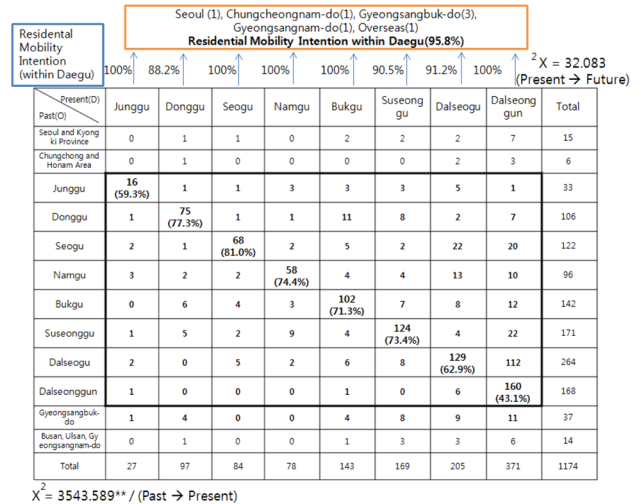 Seoul (1), Chungcheongnam-do(1), Gyeongsangbuk-do(3),
Gyeongsangnam-do(1), Overseas(1)
Residential Mobility Intention within Daegu(95.8%)
Residential
Mobility
Intention
(within Daegu)
100% 88.2% 100% 100% 100% 90.5% 91.2% 100%
2 X = 32.083
(Present → Future)
Present(D) Past(O) Junggu Donggu Seogu Namgu Bukgu Suseong gu Dalseogu Dalseong gun Total
Seoul and Kyong ki Province 0 1 1 0 2 2 2 7 15
Chungchong and Honam Area 0 1 0 0 0 0 2 3 6
Junggu 16 (59.3%) 1 1 3 3 3 5 1 33
Donggu 1 75 (77.3%) 1 1 11 8 2 7 106
Seogu 2 1 68 (81.0%) 2 5 2 22 20 122
Namgu 3 2 2 58 (74.4%) 4 4 13 10 96
Bukgu 0 6 4 3 102 (71.3%) 7 8 12 142
Suseonggu 1 5 2 9 4 124 (73.4%) 4 22 171
Dalseogu 2 0 5 2 6 8 129 (62.9%) 112 264
Dalseonggun 1 0 0 0 1 0 6 160 (43.1%) 168
Gyeongsangbuk-do 1 4 0 0 4 8 9 11 37
Busan, Ulsan, Gy eongsangnam-do 0 1 0 0 1 3 3 6 14
Total 27 97 84 78 143 169 205 371 1174
X2 = 3543.589** / (Past → Present)